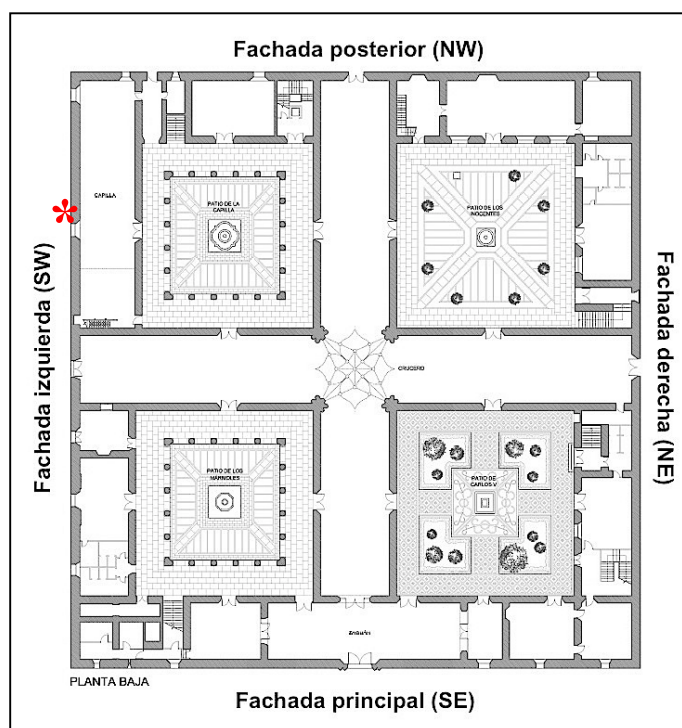 Fachada posterior (NW)
CAPILLA
PATIO DE LA
CAPILLA
PATIO DE LOS
INOCENTES
Fachada izquierda (SW)
Fachada derecha (NE)
CRUCERO
PATIO DE LOS
MÁRMOLES
PATIO DE
CARLOS V
ZAGUÁN
PLANTA BAJA
Fachada principal (SE)